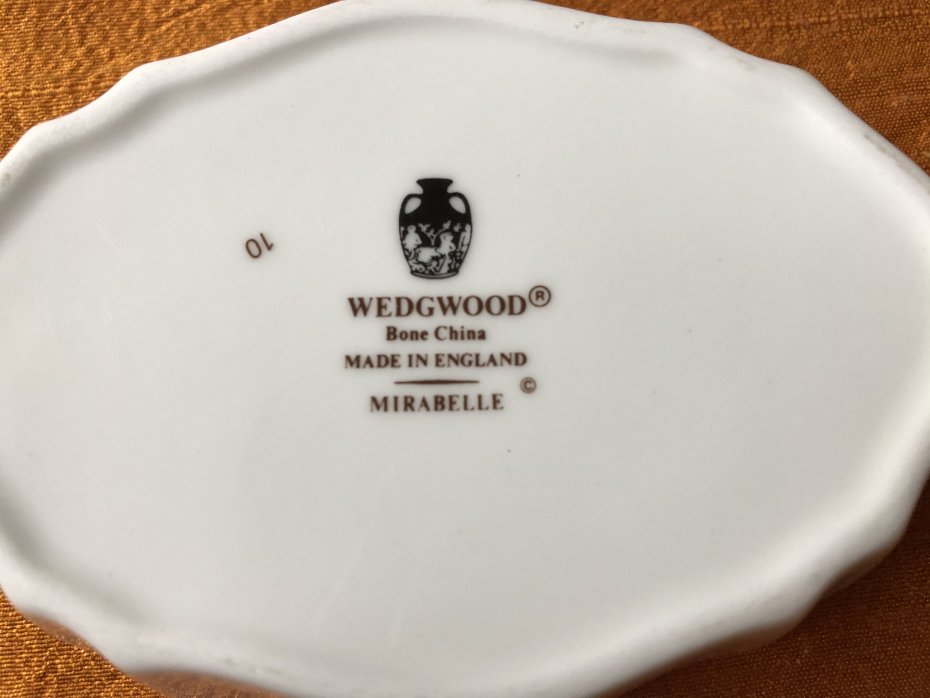 10
WEDGWOOD®
Bone China
MADE IN ENGLAND
©
MIRABELLE